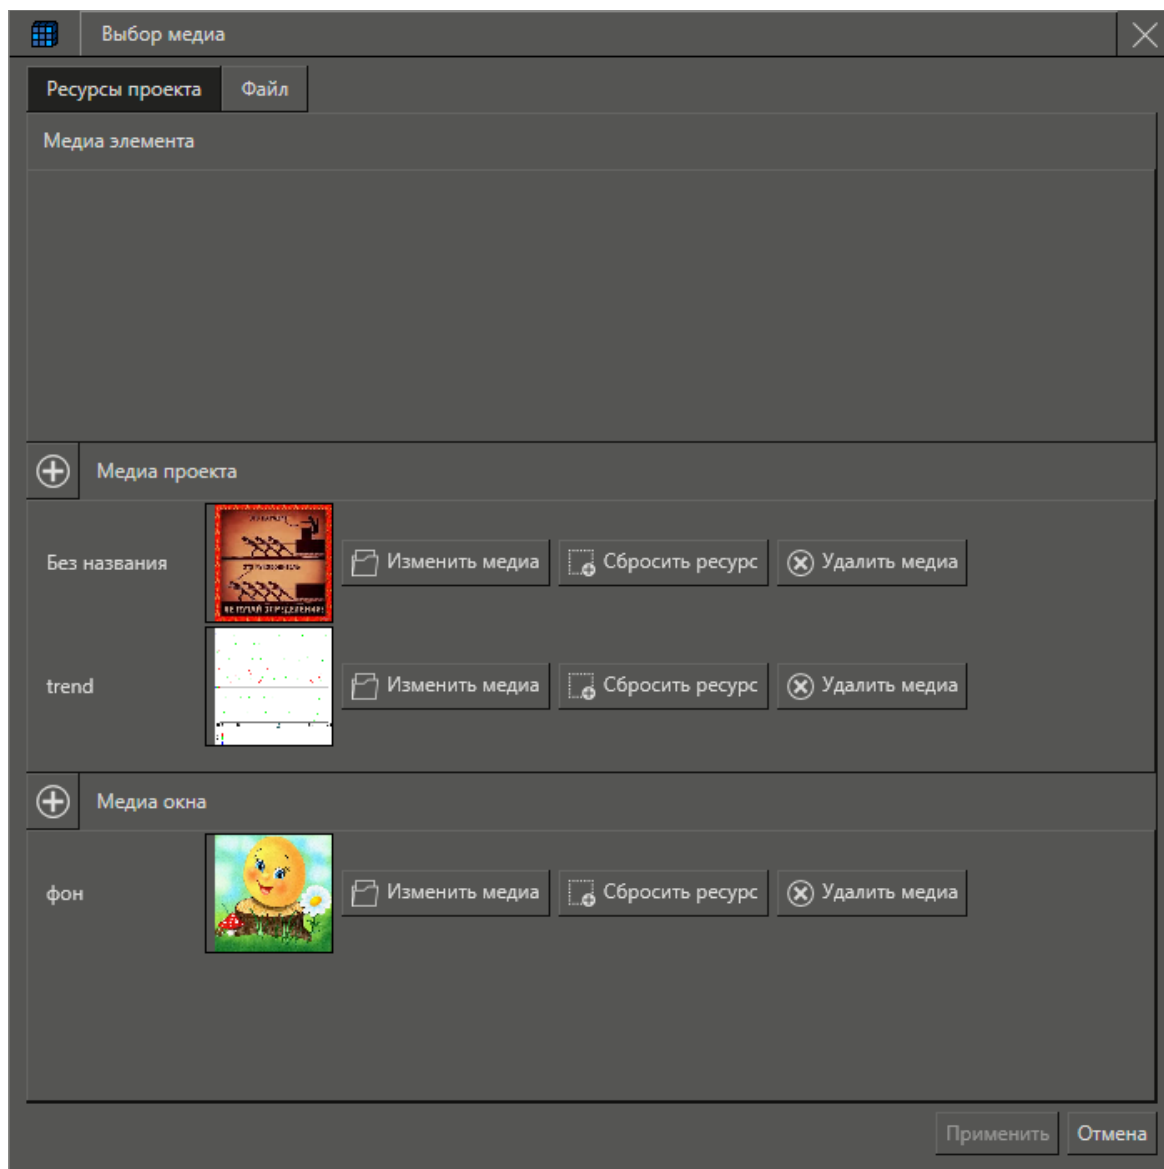 Выбор медиа
Ресурсы проекта Файл
Медиа элемента
Медиа проекта
Без названия Изменить медиа Сбросить ресурс Удалить медиа
trend Изменить медиа Сбросить ресурс Удалить медиа
Медиа окна
фон Изменить медиа Сбросить ресурс Удалить медиа
Применить Отмена